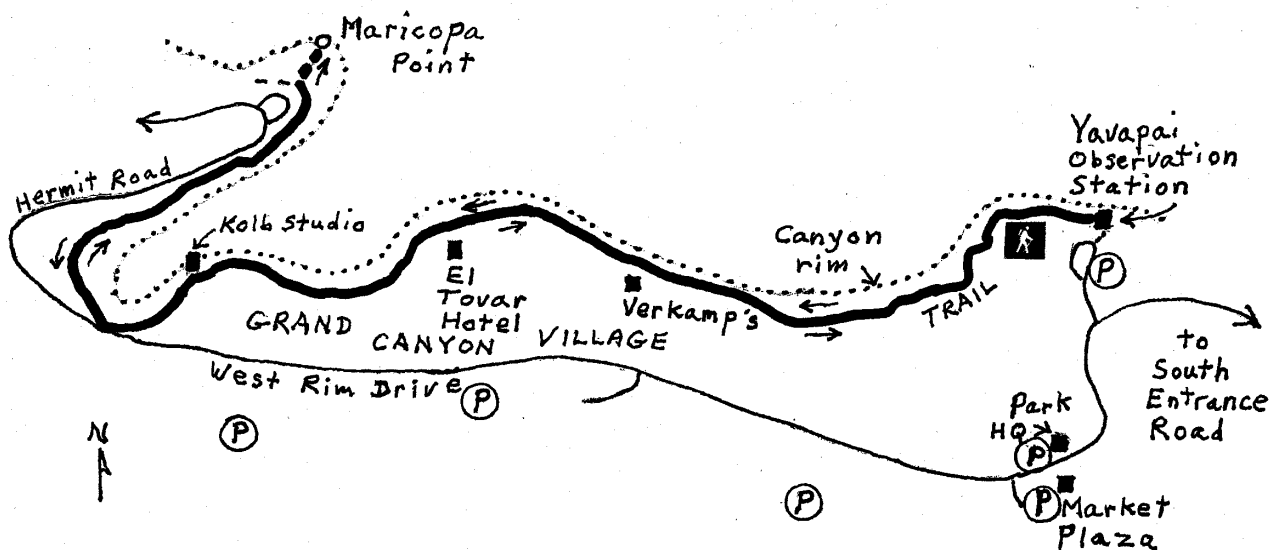 Maricopa
Point
Yavapai
Observation
Station
Hermit Road
Kolb Studio
Canyon
rim
El
Tovar
Hotel
Verkamp's
TRAIL
P
GRAND
CANYON
VILLAGE
to
South
Entrance
Road
West Rim Drive
P
P
N
Park
HQ
P
P
P
Market
Plaza